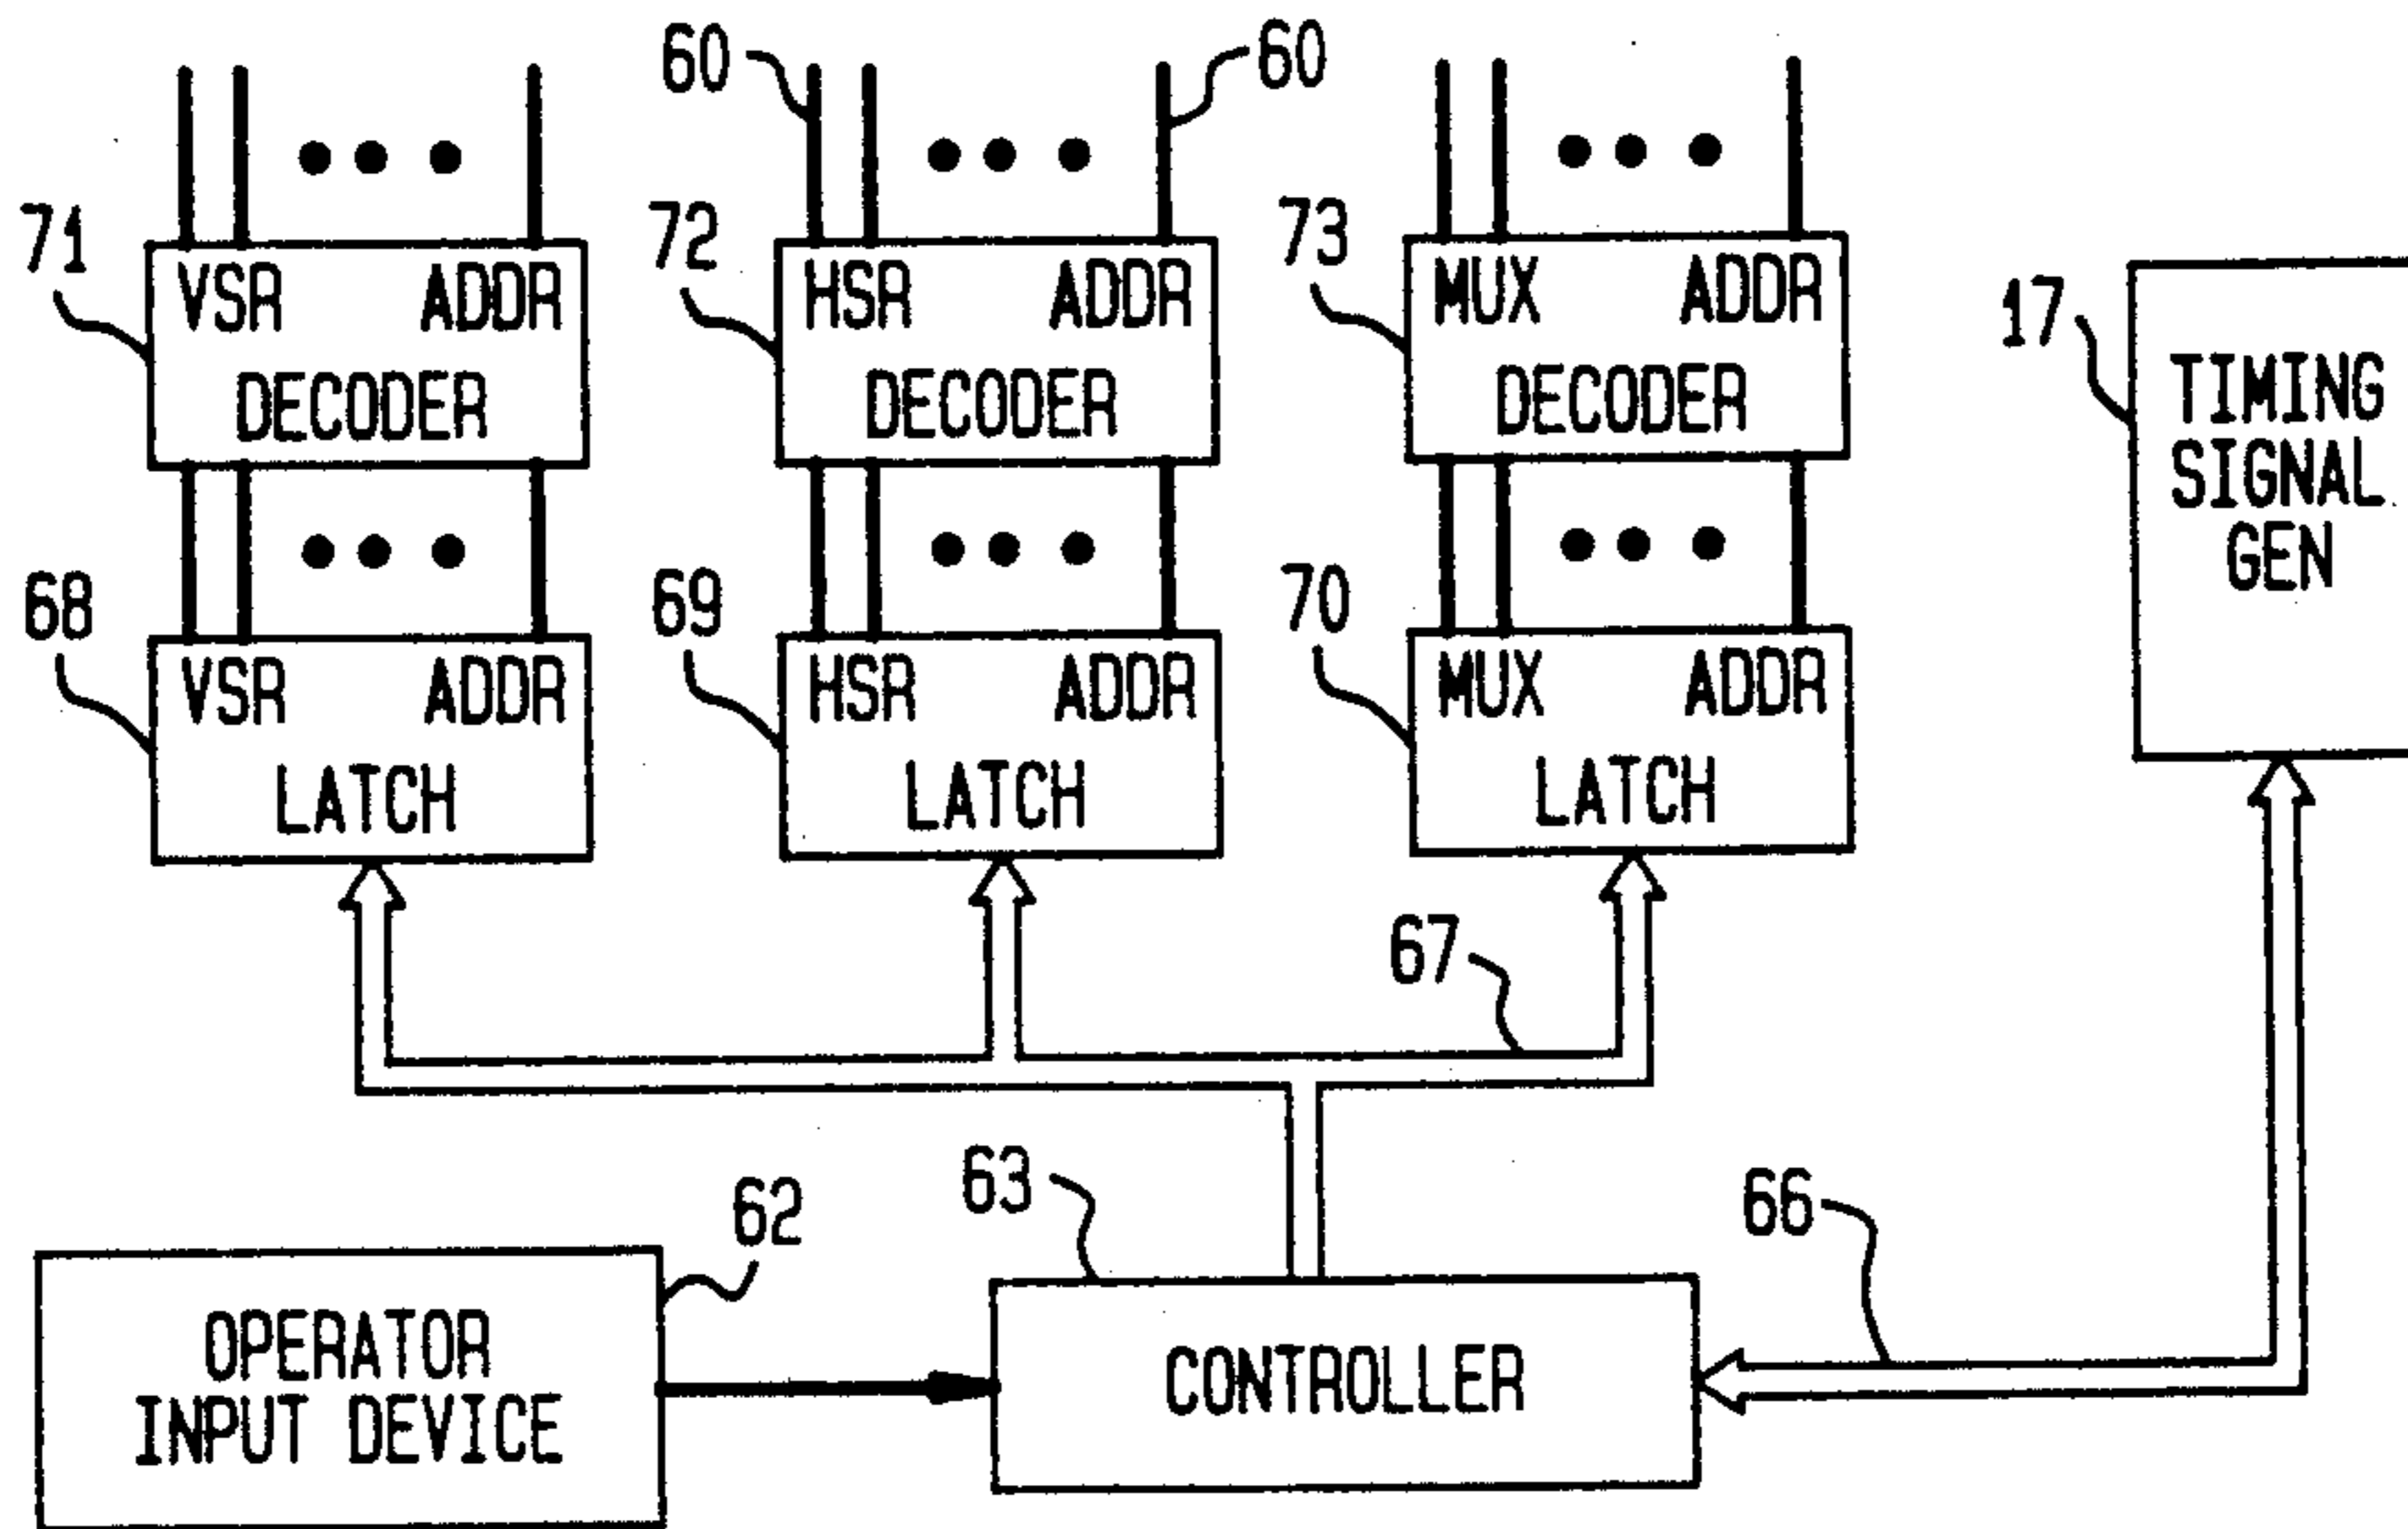 60 60
71 72 73
VSR ADDR
DECODER
HSR ADDR
DECODER
MUX ADDR
DECODER
17
TIMING
SIGNAL
GEN
68 69 70
VSR ADDR
LATCH
HSR ADDR
LATCH
MUX ADDR
LATCH
67
62
63
66
OPERATOR
INPUT DEVICE
CONTROLLER